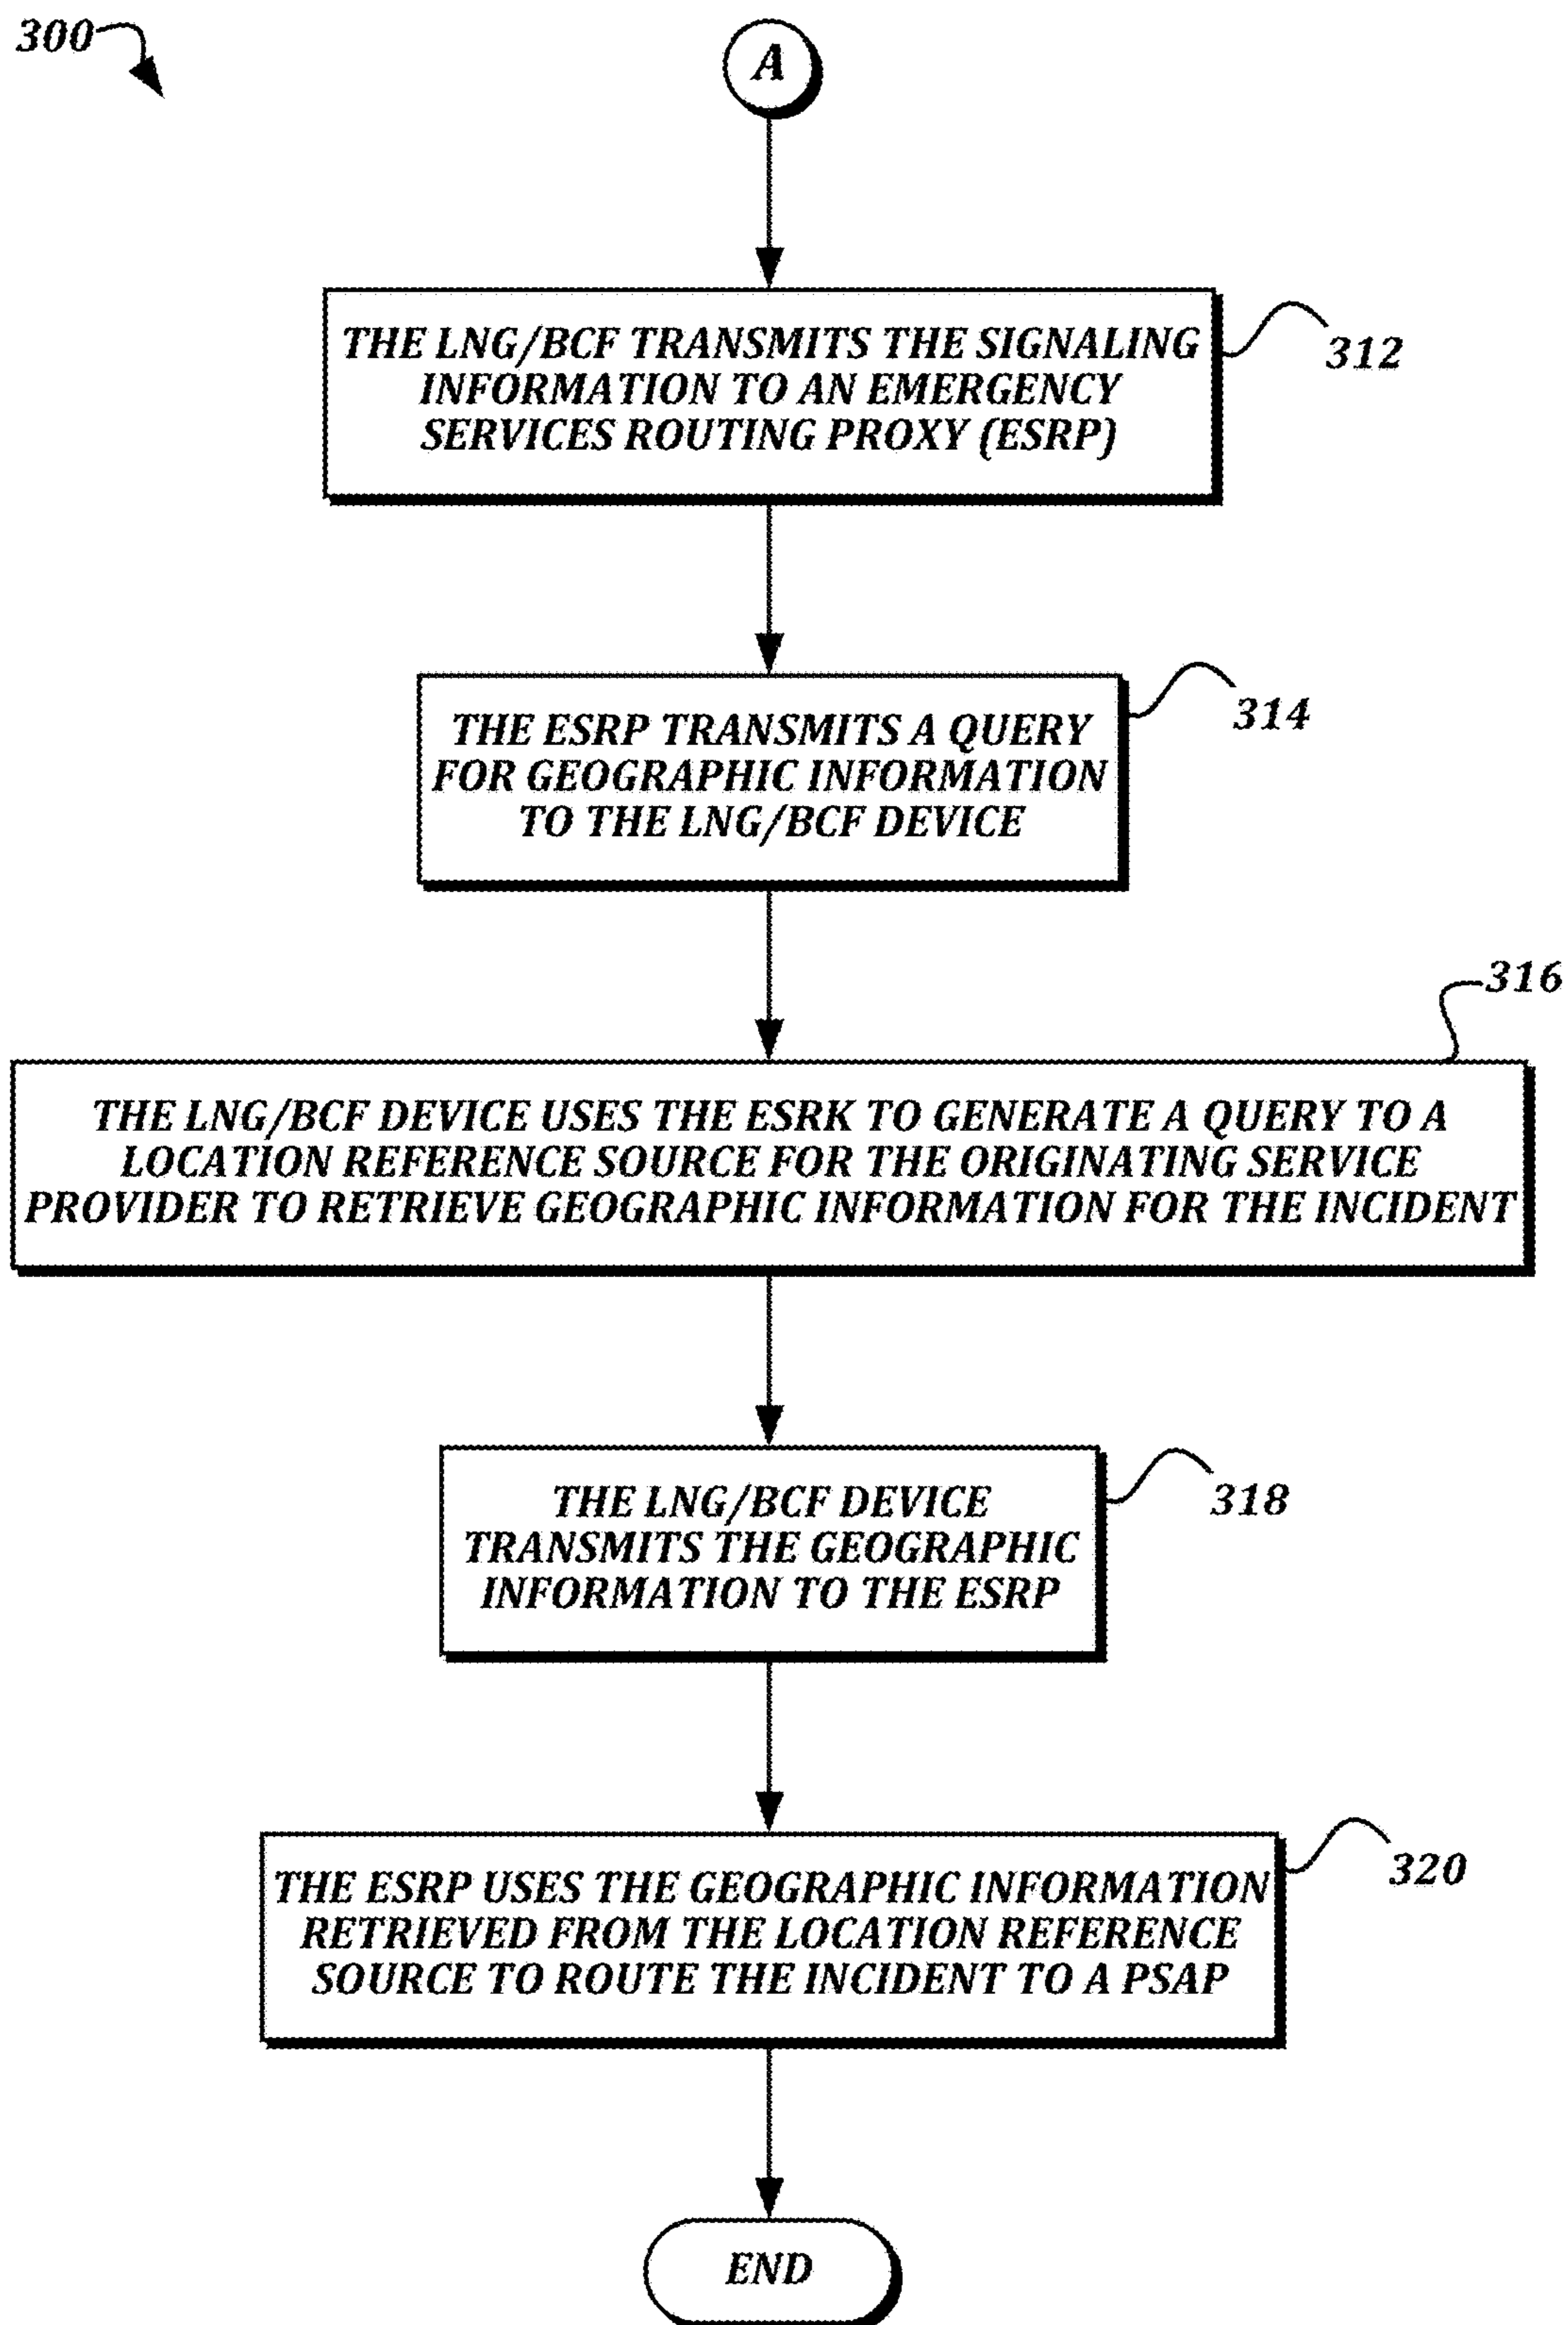 300
A
THE LNG/BCF TRANSMITS THE SIGNALING
INFORMATION TO AN EMERGENCY
SERVICES ROUTING PROXY (ESRP)
312
THE ESRP TRANSMITS A QUERY
FOR GEOGRAPHIC INFORMATION
TO THE LNG/BCF DEVICE
314
316
THE LNG/BCF DEVICE USES THE ESRK TO GENERATE A QUERY TO A
LOCATION REFERENCE SOURCE FOR THE ORIGINATING SERVICE
PROVIDER TO RETRIEVE GEOGRAPHIC INFORMATION FOR THE INCIDENT
THE LNG/BCF DEVICE
TRANSMITS THE GEOGRAPHIC
INFORMATION TO THE ESRP
318
THE ESRP USES THE GEOGRAPHIC INFORMATION
RETRIEVED FROM THE LOCATION REFERENCE
SOURCE TO ROUTE THE INCIDENT TO A PSAP
320
END